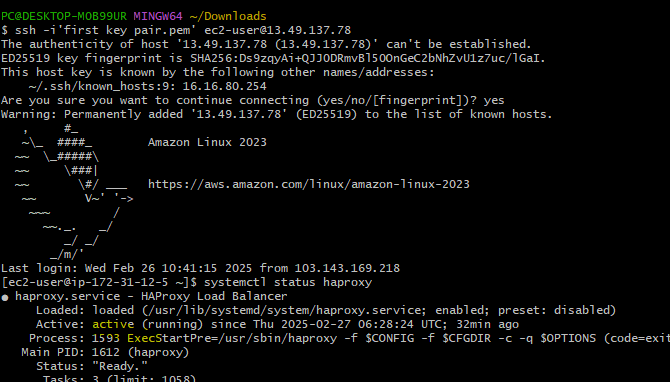 PC@DESKTOP-MOB99UR MINGW64 ~/Downloads
$ ssh -i'first key pair.pem' ec2-user@13.49.137.78
The authenticity of host '13.49.137.78 (13.49.137.78)' can't be established.
ED25519 key fingerprint is SHA256:Ds9zqyAi+QJJODRmvBl5OOnGeC2bNhZvU1z7uc/lGaI.
This host key is known by the following other names/addresses:
    ~/.ssh/known_hosts:9: 16.16.80.254
Are you sure you want to continue connecting (yes/no/[fingerprint])? yes
Warning: Permanently added '13.49.137.78' (ED25519) to the list of known hosts.
   ,     #_
   ~\_  ####_        Amazon Linux 2023
  ~~  \_#####\
  ~~     \###|
  ~~       \#/ ___   https://aws.amazon.com/linux/amazon-linux-2023
   ~~       V~' '->
    ~~~         /
      ~~._.   _/
         _/ _/
       _/m/'
Last login: Wed Feb 26 10:41:15 2025 from 103.143.169.218
[ec2-user@ip-172-31-12-5 ~]$ systemctl status haproxy
● haproxy.service - HAProxy Load Balancer
     Loaded: loaded (/usr/lib/systemd/system/haproxy.service; enabled; preset: disabled)
     Active: active (running) since Thu 2025-02-27 06:28:24 UTC; 32min ago
    Process: 1593 ExecStartPre=/usr/sbin/haproxy -f $CONFIG -f $CFGDIR -c -q $OPTIONS (code=exit
   Main PID: 1612 (haproxy)
     Status: "Ready."
      Tasks: 3 (limit: 1058)